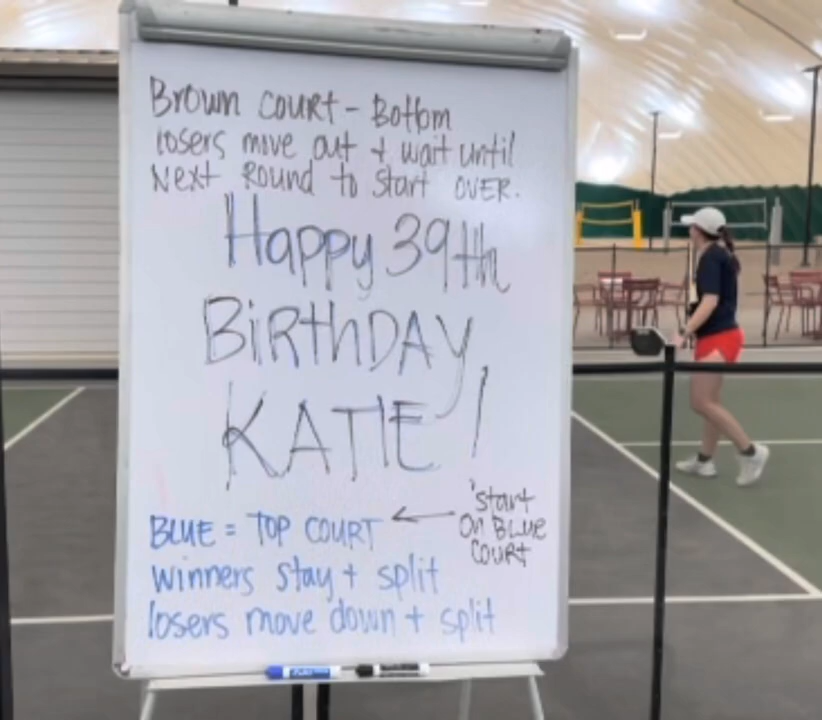 Brown court - Bottom
losers move out + wait until
Next Round to start OVER.
Happy 39th
BiRthDAY
KATIE!
'start
on BLUE
COURT
BLUE = TOP COURT ←
winners stay + split
losers move down + split